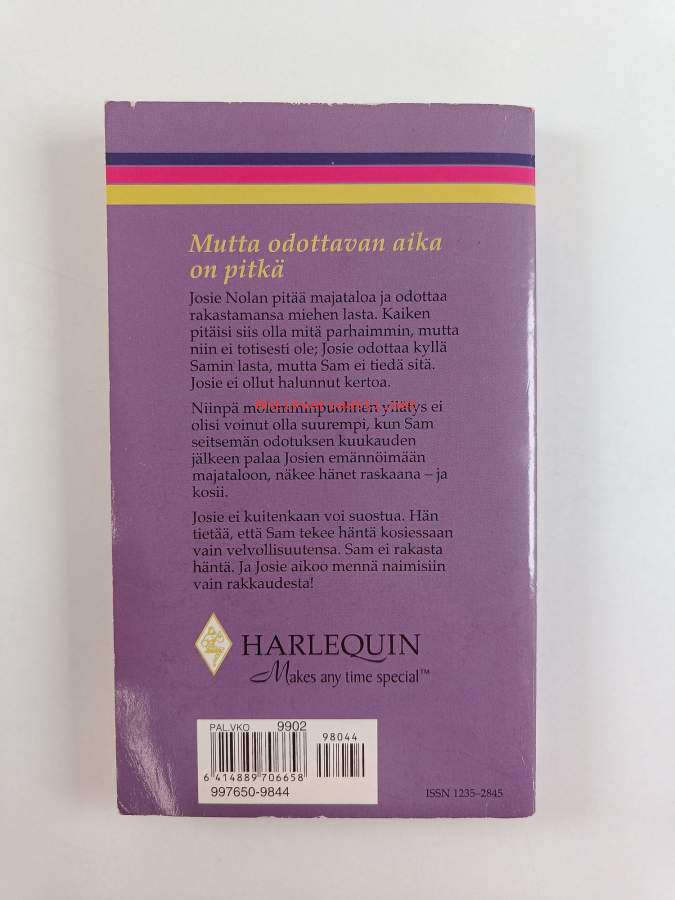 Mutta odottavan aika
on pitkä
Josie Nolan pitää majataloa ja odottaa
rakastamansa miehen lasta. Kaiken
pitäisi siis olla mitä parhaimmin, mutta
niin ei totisesti ole; Josie odottaa kyllä
Samin lasta, mutta Sam ei tiedä sitä.
Josie ei ollut halunnut kertoa.
Niinpä molemminpuolinen yllätys ei
olisi voinut olla suurempi, kun Sam
seitsemän odotuksen kuukauden
jälkeen palaa Josien emännöimään
majataloon, näkee hänet raskaana – ja
kosii.
Josie ei kuitenkaan voi suostua. Hän
tietää, että Sam tekee häntä kosiessaan
vain velvollisuutensa. Sam ei rakasta
häntä. Ja Josie aikoo mennä naimisiin
vain rakkaudesta!
HARLEQUIN
Makes any time special™
PAL.VKO 9902
98044
6 414889 706658
997650-9844
ISSN 1235–2845